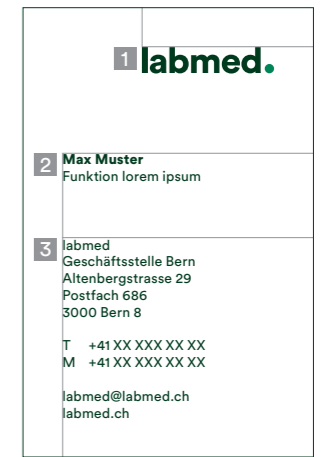 1 labmed.
2 Max Muster
Funktion lorem ipsum
3 labmed
Geschäftsstelle Bern
Altenbergstrasse 29
Postfach 686
3000 Bern 8
T +41 XX XXX XX XX
M +41 XX XXX XX XX
labmed@labmed.ch
labmed.ch